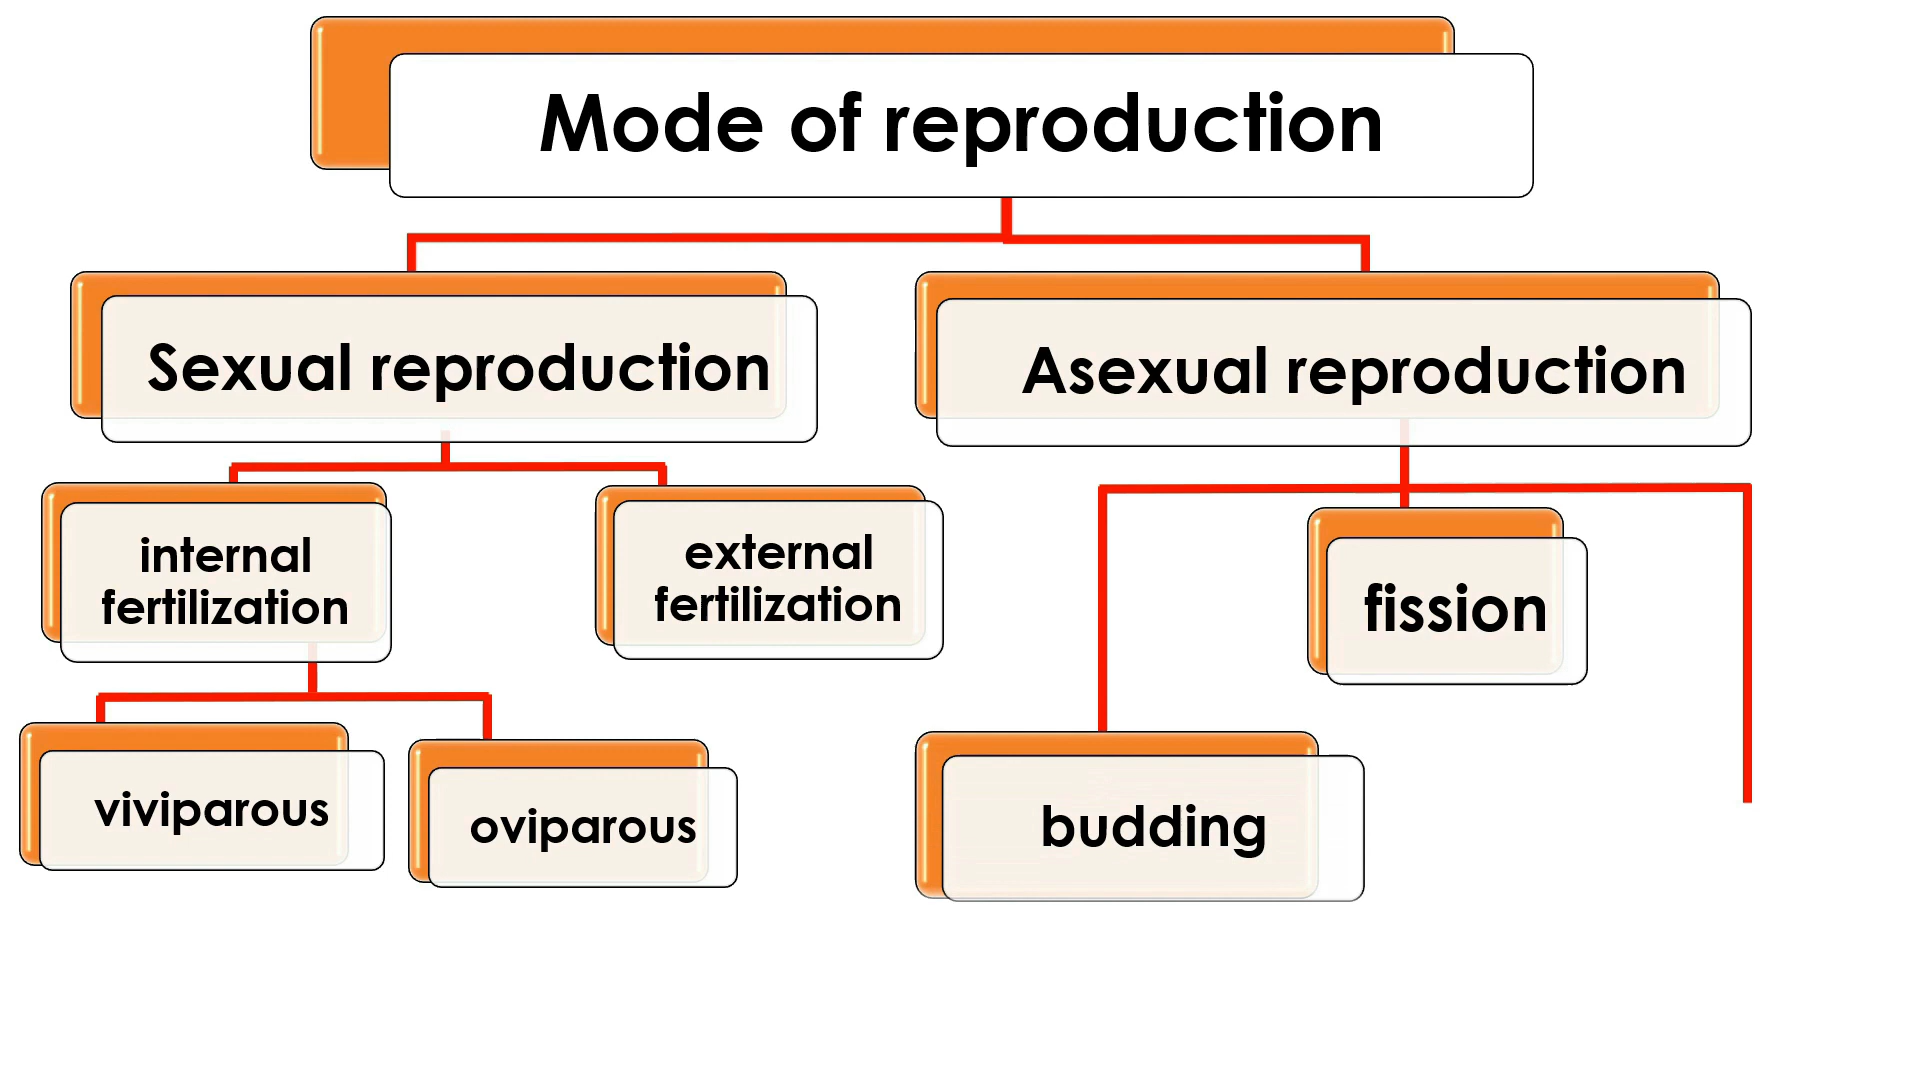 Mode of reproduction
Sexual reproduction
Asexual reproduction
internal
fertilization
external
fertilization
fission
viviparous
oviparous
budding